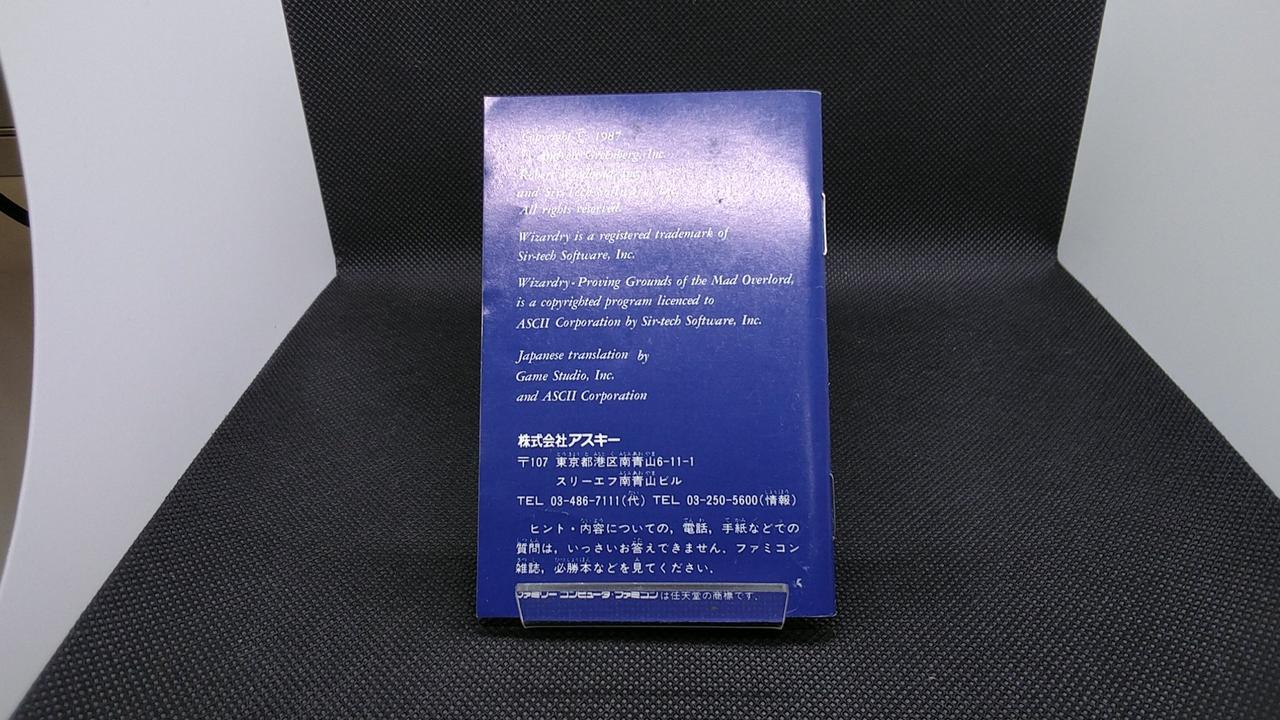 Copyright © 1987
by Andrew Greenberg, Inc.
Robert
and Sir-tech
All rights reserved.
Wizardry is a registered trademark of
Sir-tech Software, Inc.
Wizardry・Proving Grounds of the Mad Overlord,
is a copyrighted program licenced to
ASCII Corporation by Sir-tech Software, Inc.
Japanese translation by
Game Studio, Inc.
and ASCII Corporation
株式会社アスキー
〒107 東京都港区南青山6-11-1
スリーエフ南青山ビル
TEL 03-486-7111(代) TEL 03-250-5600(情報)
ヒント・内容についての，電話，手紙などでの
質問は，いっさいお答えできません．ファミコン
雑誌，必勝本などを見てください．
ファミリーコンピュータ・ファミコンは任天堂の商標です．